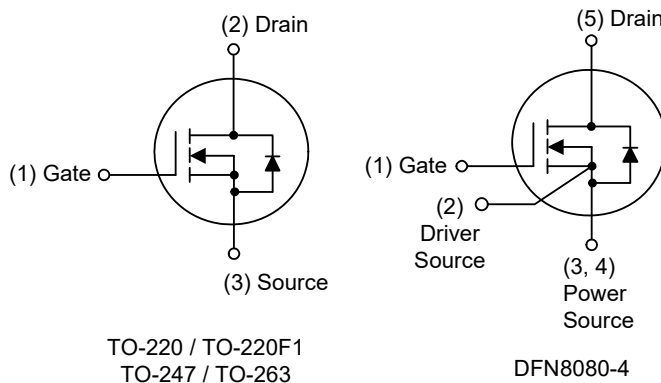 (2) Drain
(1) Gate
(3) Source
TO-220 / TO-220F1
TO-247 / TO-263
(5) Drain
(1) Gate
(2)
Driver
Source
(3, 4)
Power
Source
DFN8080-4